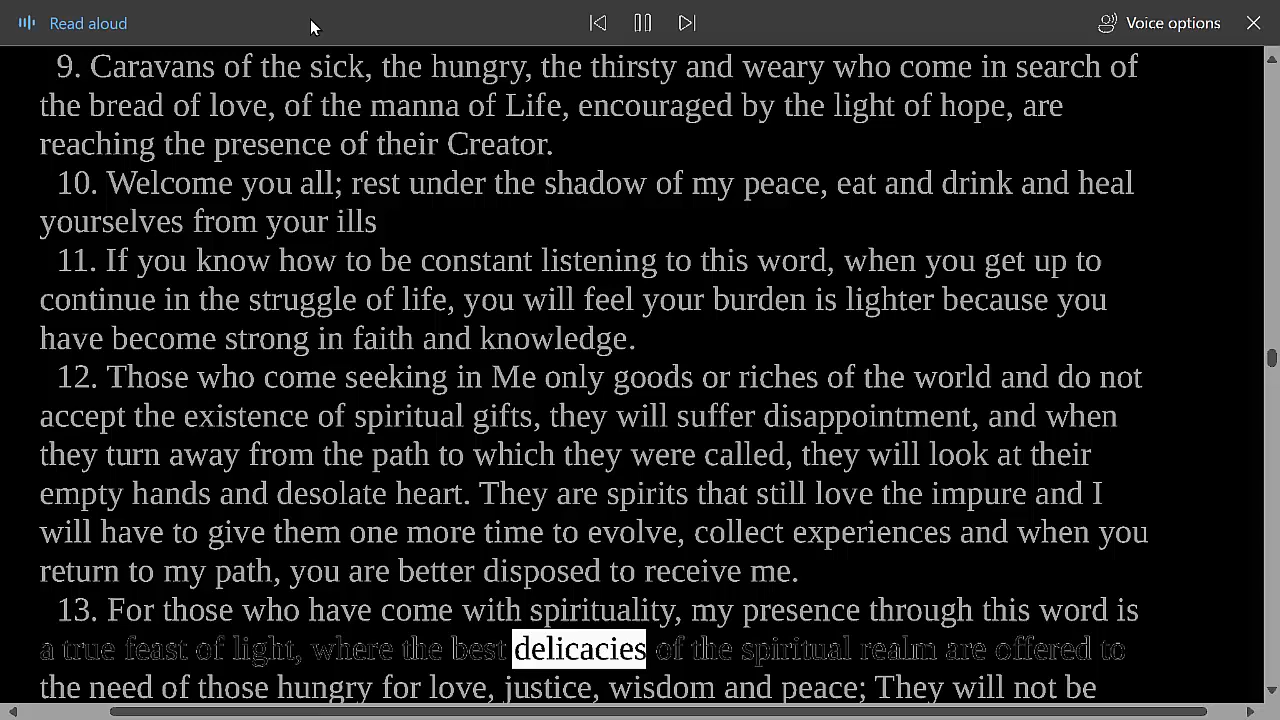 Read aloud
Voice options
9. Caravans of the sick, the hungry, the thirsty and weary who come in search of
the bread of love, of the manna of Life, encouraged by the light of hope, are
reaching the presence of their Creator.
10. Welcome you all; rest under the shadow of my peace, eat and drink and heal
yourselves from your ills
11. If you know how to be constant listening to this word, when you get up to
continue in the struggle of life, you will feel your burden is lighter because you
have become strong in faith and knowledge.
12. Those who come seeking in Me only goods or riches of the world and do not
accept the existence of spiritual gifts, they will suffer disappointment, and when
they turn away from the path to which they were called, they will look at their
empty hands and desolate heart. They are spirits that still love the impure and I
will have to give them one more time to evolve, collect experiences and when you
return to my path, you are better disposed to receive me.
13. For those who have come with spirituality, my presence through this word is
a true feast of light, where the best delicacies of the spiritual realm are offered to
the need of those hungry for love, justice, wisdom and peace; They will not be